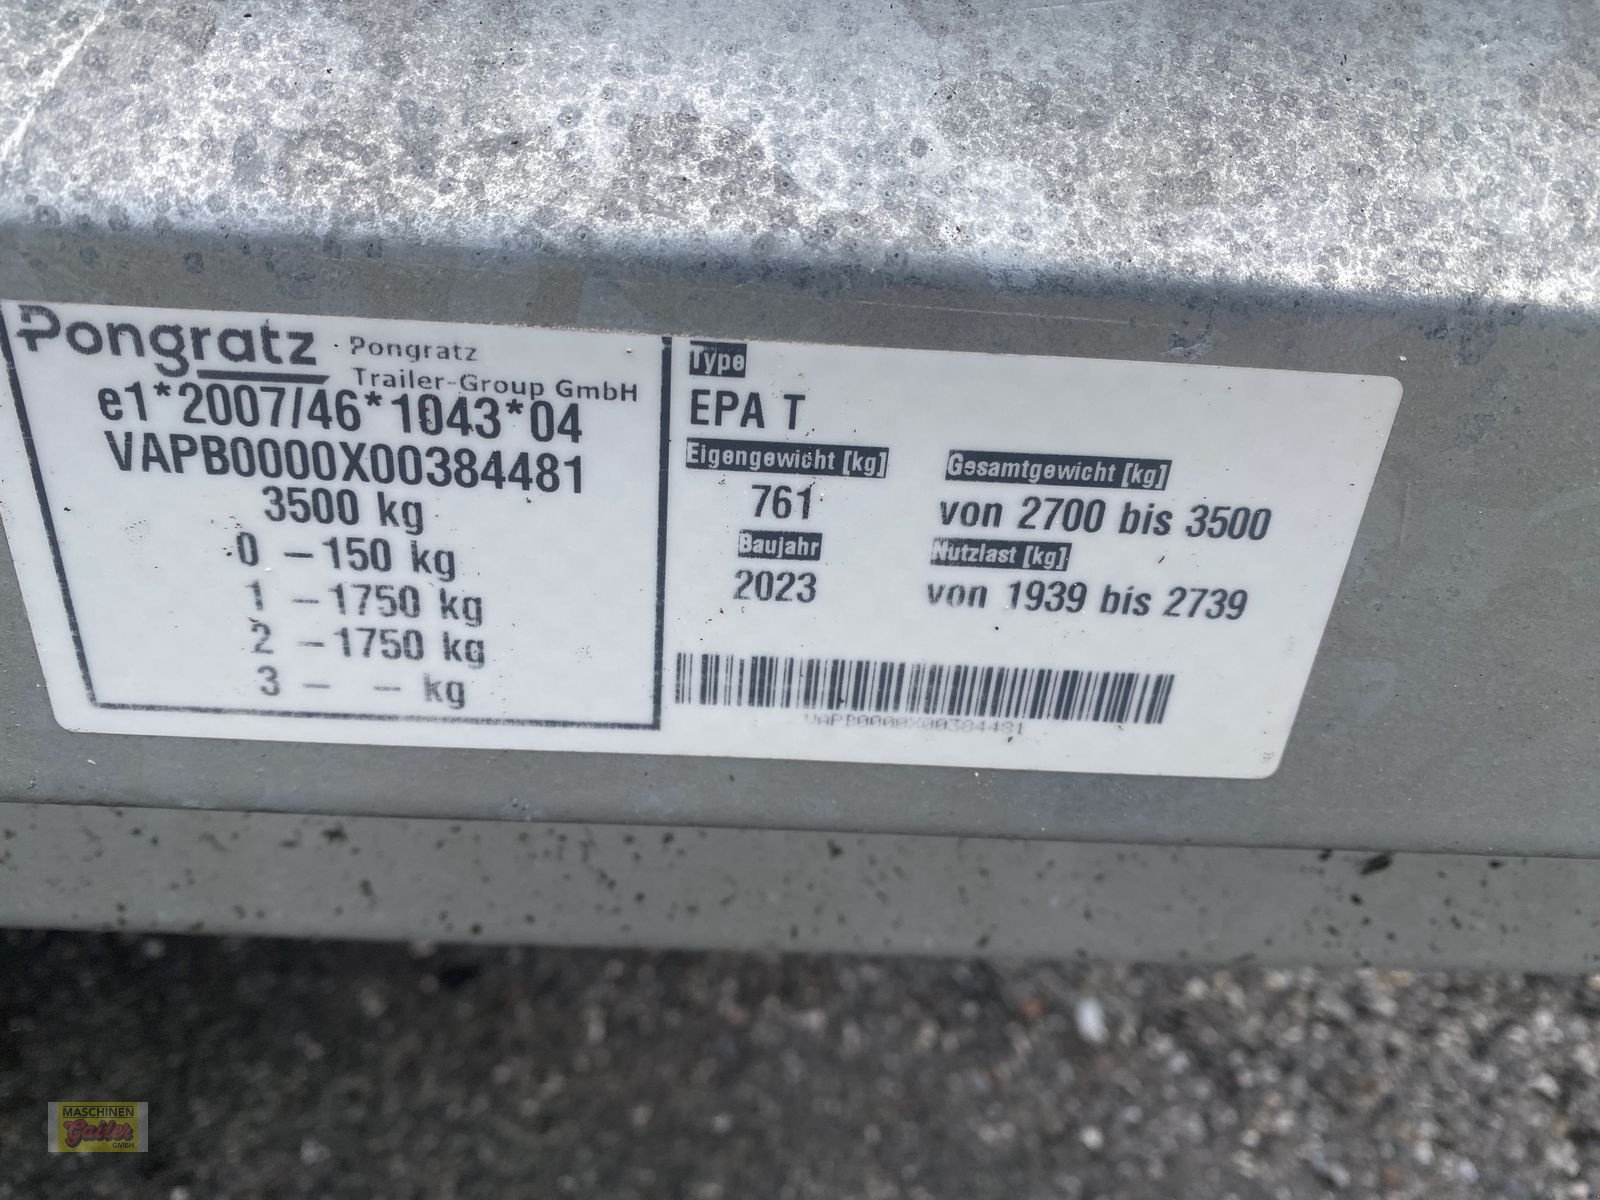 Pongratz
Pongratz
Trailer-Group GmbH
e1*2007/46*1043*04
VAPB0000X00384481
3500 kg
0 - 150 kg
1 - 1750 kg
2 - 1750 kg
3 - - kg
Type
EPA T
Eigengewicht [kg]
761
Gesamtgewicht [kg]
von 2700 bis 3500
Baujahr
2023
Nutzlast [kg]
von 1939 bis 2739
VAPB0000X00384481
MASCHINEN
Gailer
GMBH